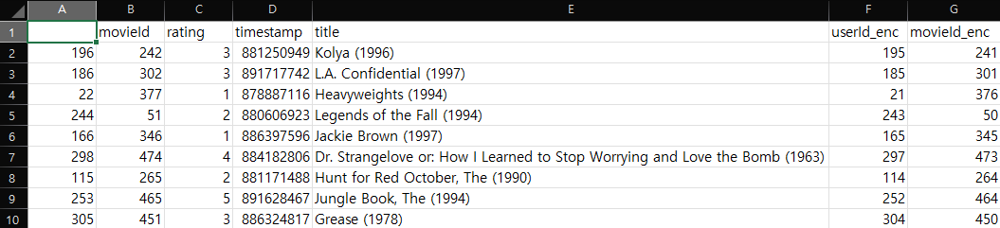 A B C D E F G
1 movieId rating timestamp title userId_enc movieId_enc
2 196 242 3 881250949 Kolya (1996) 195 241
3 186 302 3 891717742 L.A. Confidential (1997) 185 301
4 22 377 1 878887116 Heavyweights (1994) 21 376
5 244 51 2 880606923 Legends of the Fall (1994) 243 50
6 166 346 1 886397596 Jackie Brown (1997) 165 345
7 298 474 4 884182806 Dr. Strangelove or: How I Learned to Stop Worrying and Love the Bomb (1963) 297 473
8 115 265 2 881171488 Hunt for Red October, The (1990) 114 264
9 253 465 5 891628467 Jungle Book, The (1994) 252 464
10 305 451 3 886324817 Grease (1978) 304 450